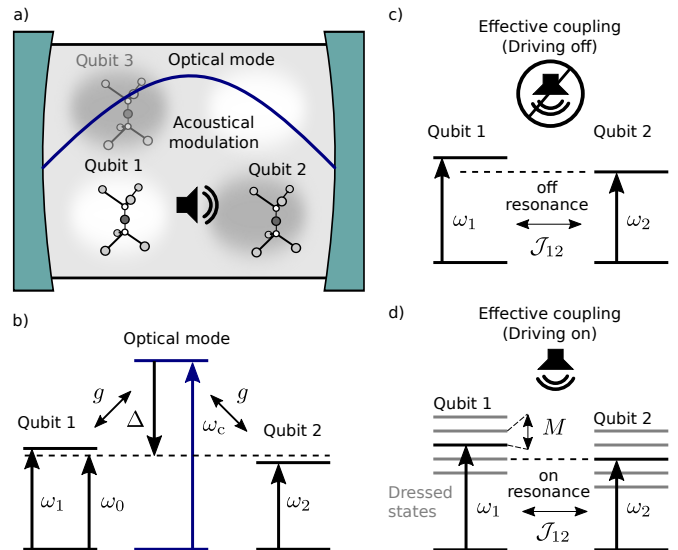 a)
Qubit 3
Optical mode
Acoustical
modulation
Qubit 1
Qubit 2
b)
Optical mode
Qubit 1
g
Δ
ω_c
g
Qubit 2
ω_1
ω_0
ω_2
c)
Effective coupling
(Driving off)
Qubit 1
Qubit 2
off
resonance
ω_1
𝒥_12
ω_2
d)
Effective coupling
(Driving on)
Qubit 1
M
Qubit 2
Dressed
states
on
resonance
ω_1
𝒥_12
ω_2